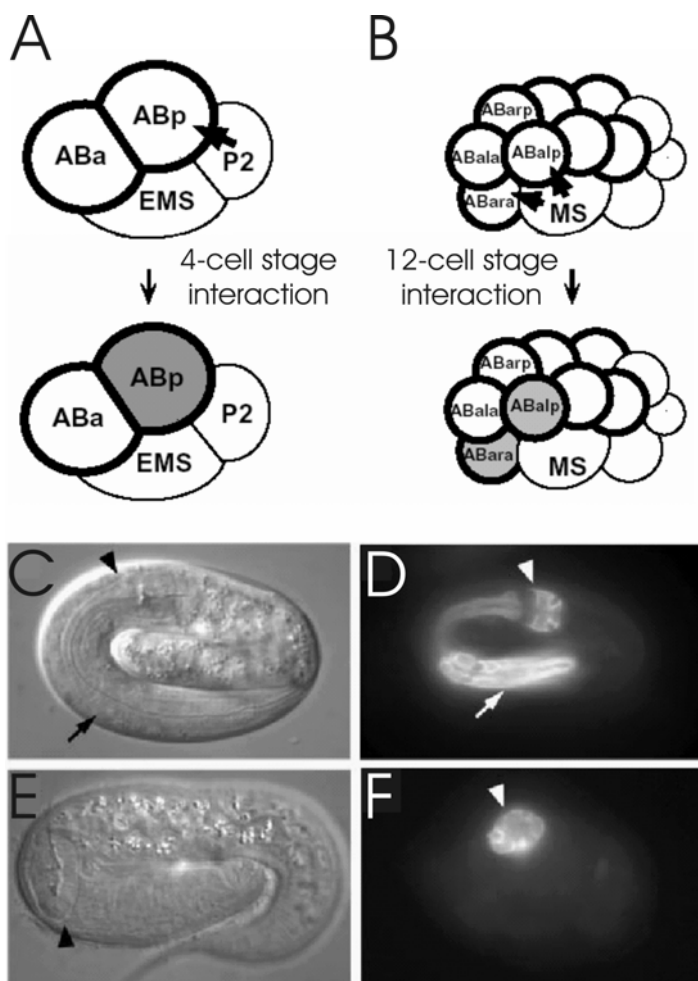 A
B
ABp
ABa
P2
EMS
ABarp
ABala
ABalp
ABara
MS
4-cell stage
interaction
12-cell stage
interaction
ABp
ABa
P2
EMS
ABarp
ABala
ABalp
ABara
MS
C
D
E
F